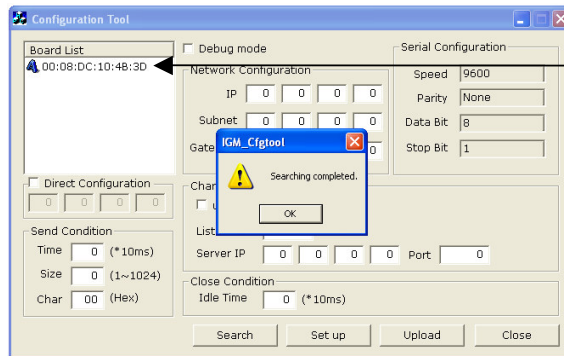 Configuration Tool
Board List
00:08:DC:10:4B:3D
Debug mode
Network Configuration
IP 0 0 0 0
Subnet 0 0 0 0
Gate 0
Serial Configuration
Speed 9600
Parity None
Data Bit 8
Stop Bit 1
IGM_Cfgtool
Searching completed.
OK
Direct Configuration
0 0 0 0
Send Condition
Time 0 (*10ms)
Size 0 (1~1024)
Char 00 (Hex)
Char
List
Server IP 0 0 0 0 Port 0
Close Condition
Idle Time 0 (*10ms)
Search Set up Upload Close